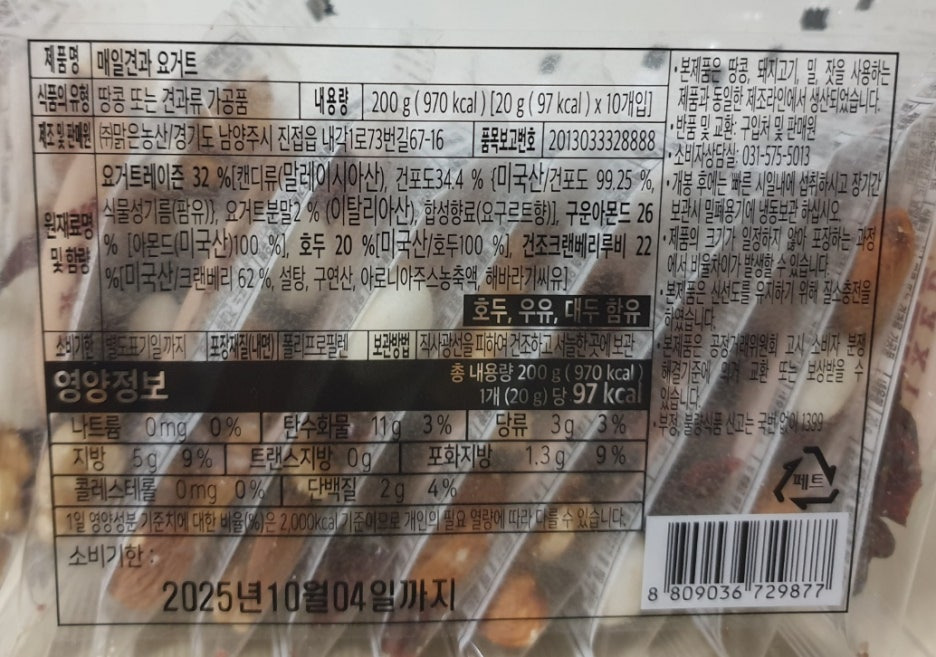 제품명 매일견과 요거트
식품의 유형 땅콩 또는 견과류 가공품 내용량 200 g ( 970 kcal ) [20 g ( 97 kcal ) x 10개입]
제조 및 판매원 ㈜맑은농산/경기도 남양주시 진접읍 내각1로73번길67-16 품목보고번호 2013033328888
원재료명 및 함량
요거트레이즌 32 %[캔디류(말레이시아산), 건포도34.4 % {미국산/건포도 99.25 %,
식물성기름(팜유)}, 요거트분말2 % (이탈리아산), 합성향료(요구르트향)], 구운아몬드 26
% [아몬드(미국산)100 %], 호두 20 %[미국산/호두100 %], 건조크랜베리루비 22
%[미국산/크랜베리 62 %, 설탕, 구연산, 아로니아주스농축액, 해바라기씨유]
호두, 우유, 대두 함유
소비기한 별도표기일까지 포장재질(내면) 폴리프로필렌 보관방법 직사광선을 피하여 건조하고 서늘한 곳에 보관
영양정보
총 내용량 200 g ( 970 kcal )
1개 (20 g) 당 97 kcal
나트륨 0 mg 0 % 탄수화물 11 g 3 % 당류 3 g 3 %
지방 5 g 9 % 트랜스지방 0 g 포화지방 1.3 g 9 %
콜레스테롤 0 mg 0 % 단백질 2 g 4 %
1일 영양성분 기준치에 대한 비율(%)은 2,000kcal 기준이므로 개인의 필요 열량에 따라 다를 수 있습니다.
소비기한 :
2025년10월04일까지
•본제품은 땅콩, 돼지고기, 밀, 잣을 사용하는
제품과 동일한 제조라인에서 생산되었습니다.
•반품 및 교환: 구입처 및 판매원
•소비자상담실: 031-575-5013
•개봉 후에는 빠른 시일내에 섭취하시고 장기간
보관시 밀폐용기에 냉동보관 하십시오.
•제품의 크기가 일정하지 않아 포장하는 과정
에서 비율차이가 발생할 수 있습니다.
•본제품은 신선도를 유지하기 위해 질소충전을
하였습니다.
•본제품은 공정거래위원회 고시 소비자 분쟁
해결기준에 의거 교환 또는 보상받을 수
있습니다.
•부정, 불량식품 신고는 국번 없이 1399
페트
8 809036 729877